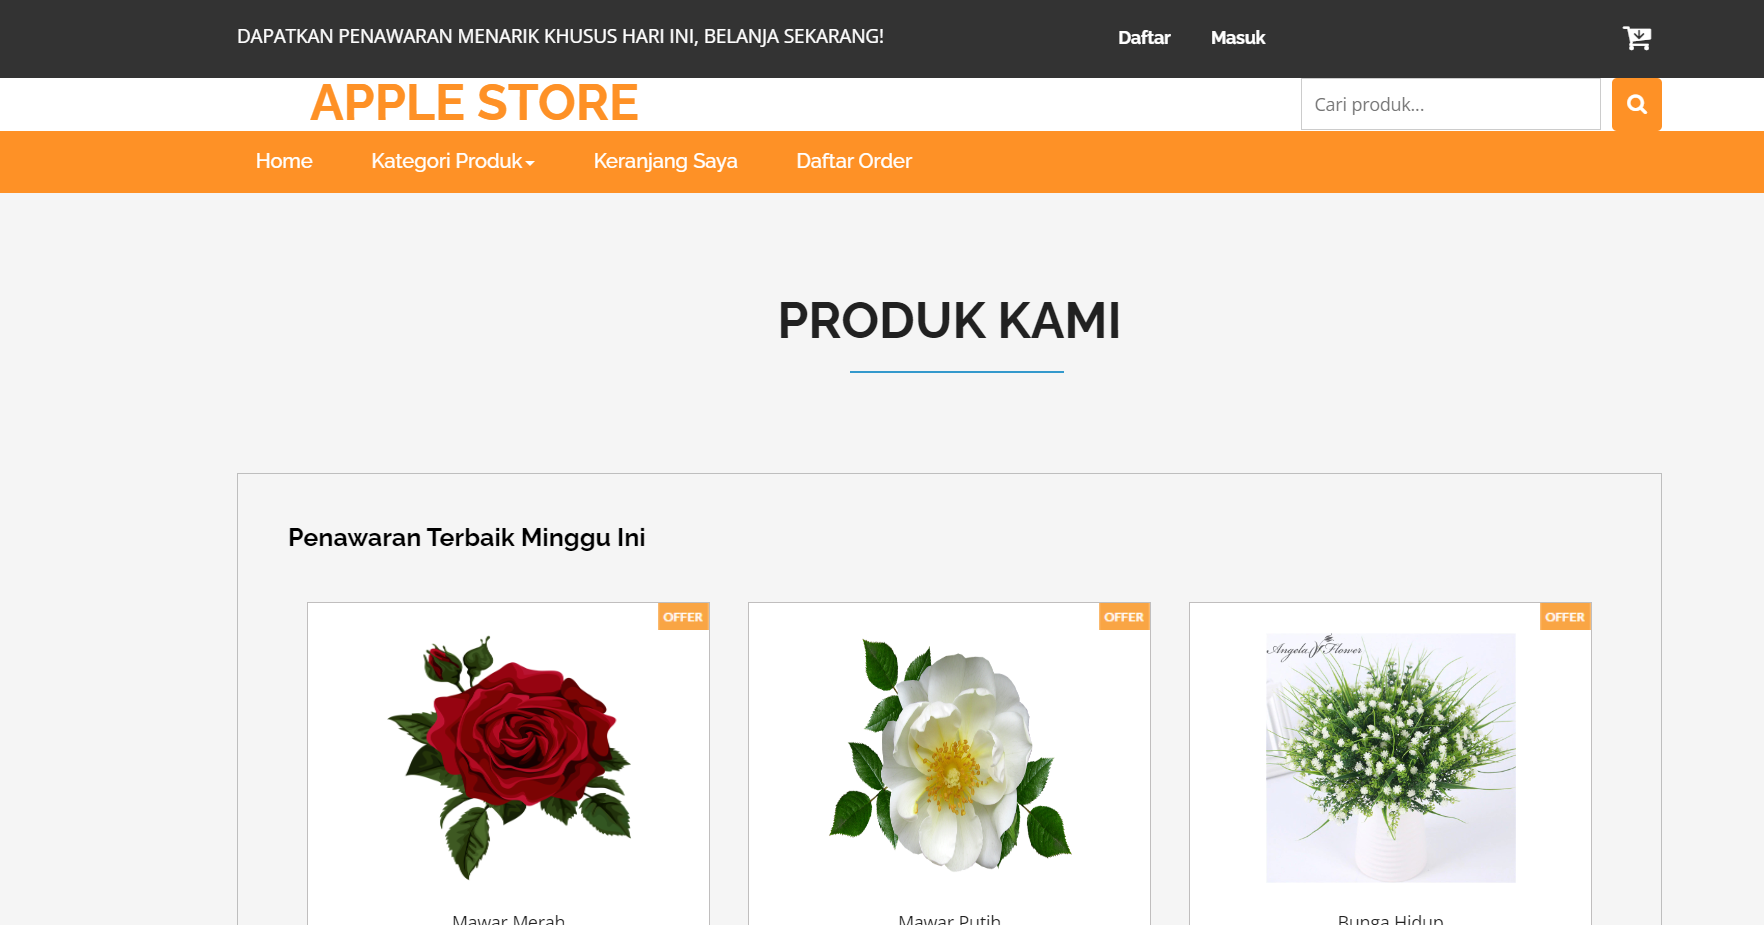 DAPATKAN PENAWARAN MENARIK KHUSUS HARI INI, BELANJA SEKARANG!
Daftar
Masuk
APPLE STORE
Cari produk...
Home
Kategori Produk
Keranjang Saya
Daftar Order
PRODUK KAMI
Penawaran Terbaik Minggu Ini
OFFER
OFFER
OFFER
Angela Flower
Mawar Merah
Mawar Putih
Bunga Hidup